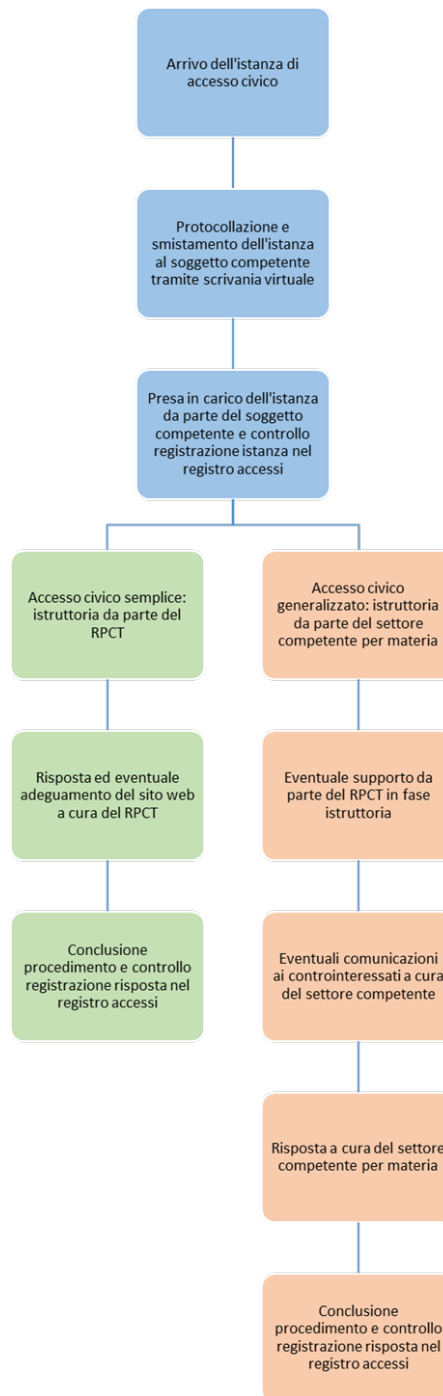 Arrivo dell'istanza di
accesso civico
Protocollazione e
smistamento dell'istanza
al soggetto competente
tramite scrivania virtuale
Presa in carico dell'istanza
da parte del soggetto
competente e controllo
registrazione istanza nel
registro accessi
Accesso civico semplice:
istruttoria da parte del
RPCT
Risposta ed eventuale
adeguamento del sito web
a cura del RPCT
Conclusione
procedimento e controllo
registrazione risposta nel
registro accessi
Accesso civico
generalizzato: istruttoria
da parte del settore
competente per materia
Eventuale supporto da
parte del RPCT in fase
istruttoria
Eventuali comunicazioni
ai controinteressati a cura
del settore competente
Risposta a cura del settore
competente per materia
Conclusione
procedimento e controllo
registrazione risposta nel
registro accessi